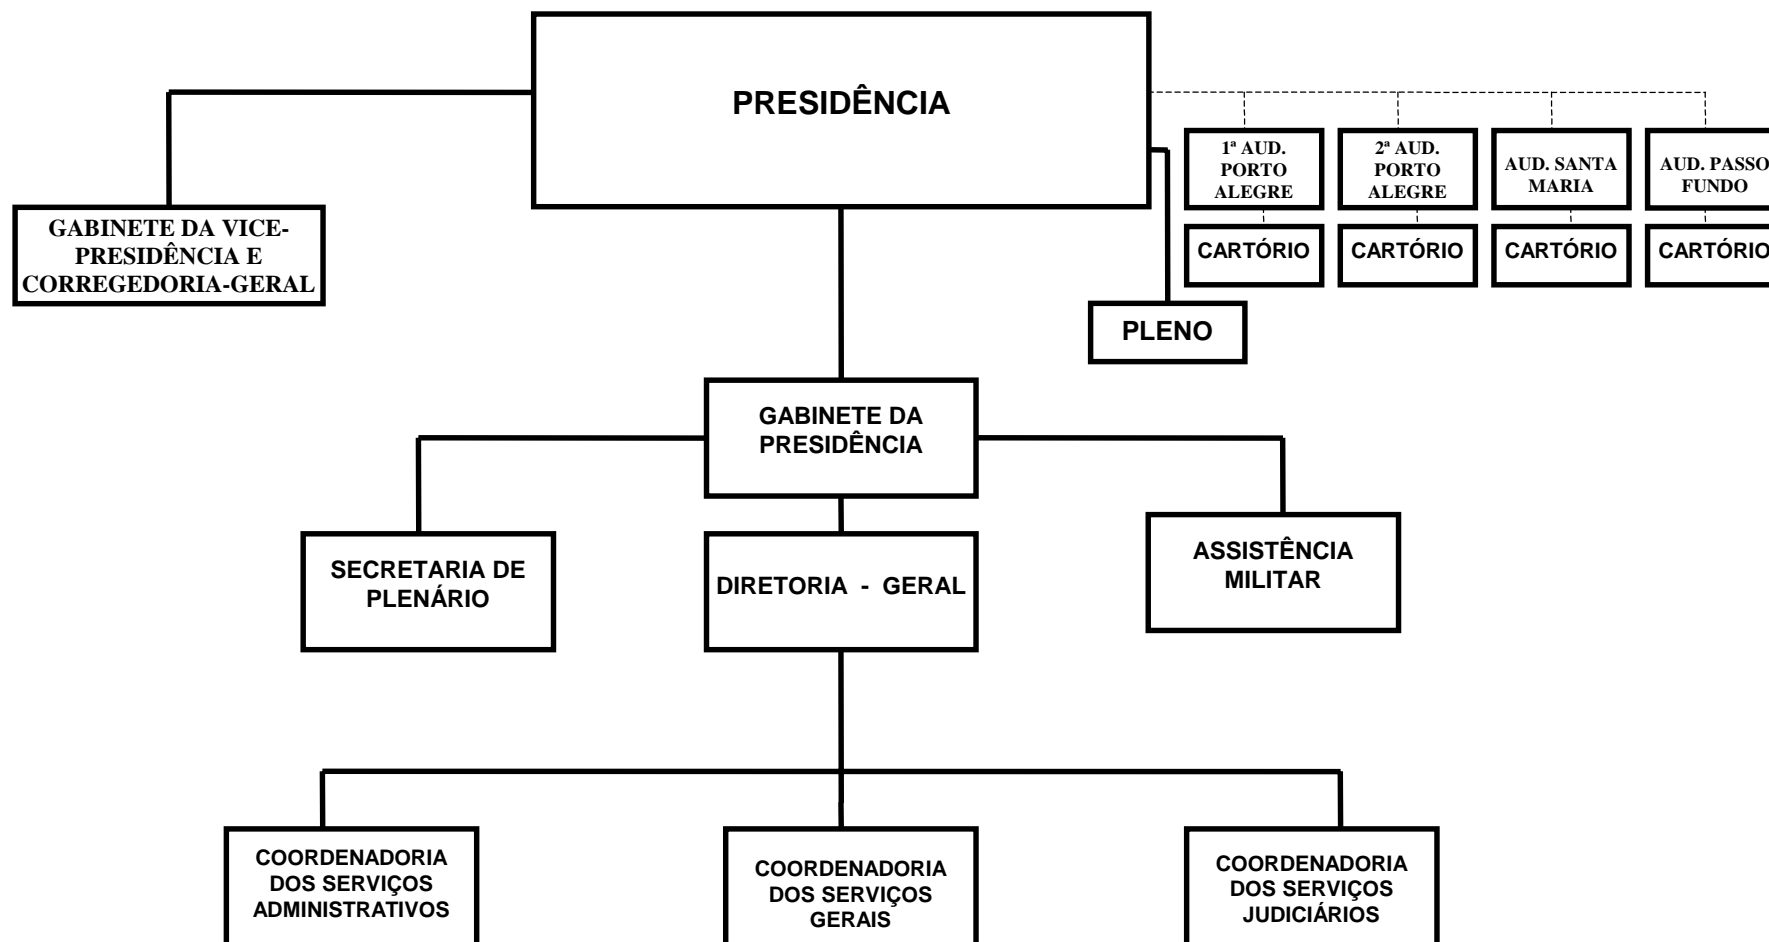 PRESIDÊNCIA
1ª AUD.
PORTO
ALEGRE
2ª AUD.
PORTO
ALEGRE
AUD. SANTA
MARIA
AUD. PASSO
FUNDO
CARTÓRIO
CARTÓRIO
CARTÓRIO
CARTÓRIO
GABINETE DA VICE-
PRESIDÊNCIA E
CORREGEDORIA-GERAL
PLENO
GABINETE DA
PRESIDÊNCIA
SECRETARIA DE
PLENÁRIO
DIRETORIA - GERAL
ASSISTÊNCIA
MILITAR
COORDENADORIA
DOS SERVIÇOS
ADMINISTRATIVOS
COORDENADORIA
DOS SERVIÇOS
GERAIS
COORDENADORIA
DOS SERVIÇOS
JUDICIÁRIOS